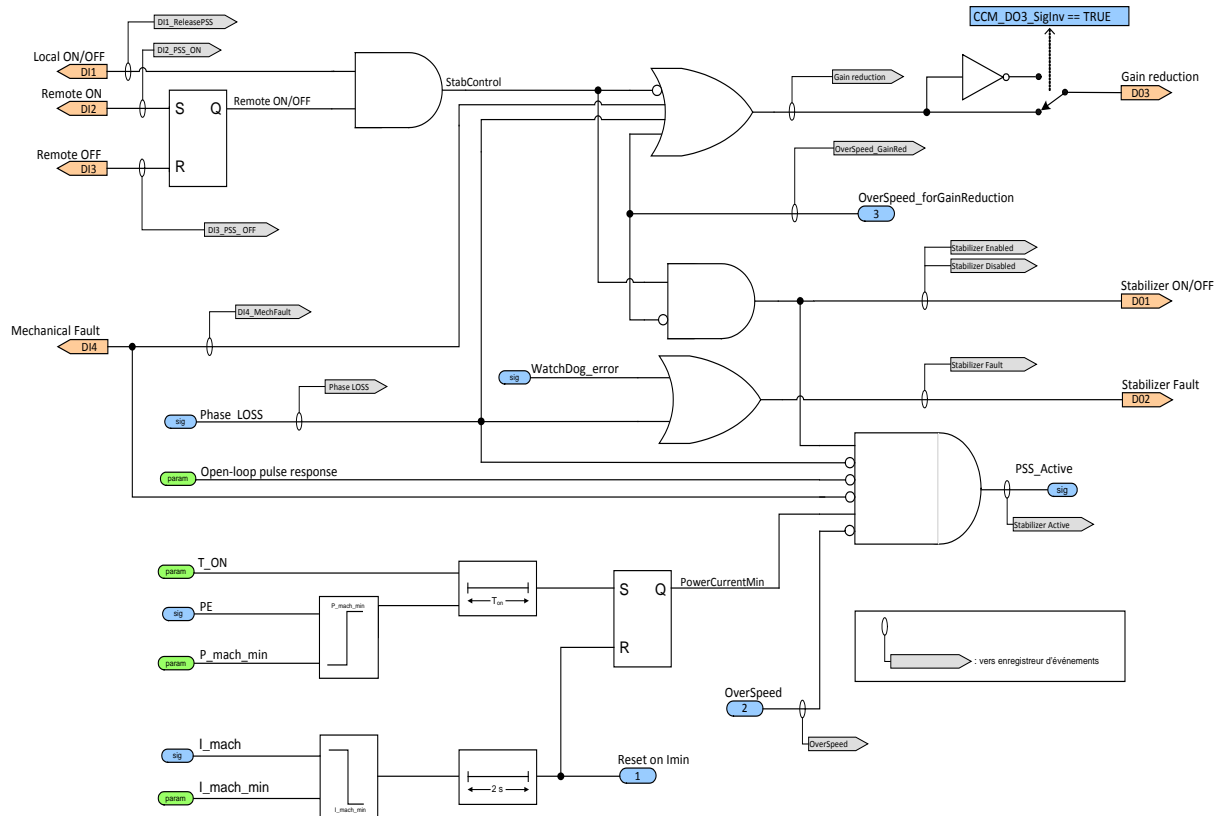 DI1_ReleasePSS
CCM_DO3_SigInv == TRUE
DI2_PSS_ON
Local ON/OFF
DI1
StabControl
Gain reduction
Gain reduction
D03
Remote ON
DI2
S
Q
Remote ON/OFF
Remote OFF
DI3
R
OverSpeed_GainRed
OverSpeed_forGainReduction
3
DI3_PSS_OFF
Stabilizer Enabled
Stabilizer Disabled
Stabilizer ON/OFF
D01
DI4_MechFault
Mechanical Fault
DI4
WatchDog_error
sig
Stabilizer Fault
Stabilizer Fault
D02
Phase LOSS
Phase_LOSS
sig
Open-loop pulse response
param
PSS_Active
sig
Stabilizer Active
T_ON
param
PE
sig
P_mach_min
Ton
S
Q
PowerCurrentMin
R
P_mach_min
param
: vers enregistreur d'événements
OverSpeed
2
OverSpeed
I_mach
sig
I_mach_min
param
I_mach_min
2 s
Reset on Imin
1